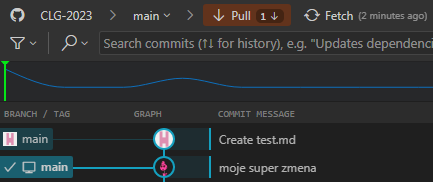 CLG-2023 main Pull 1 Fetch (2 minutes ago)
Search commits (↑↓ for history), e.g. "Updates dependenci
BRANCH / TAG GRAPH COMMIT MESSAGE
main Create test.md
main moje super zmena